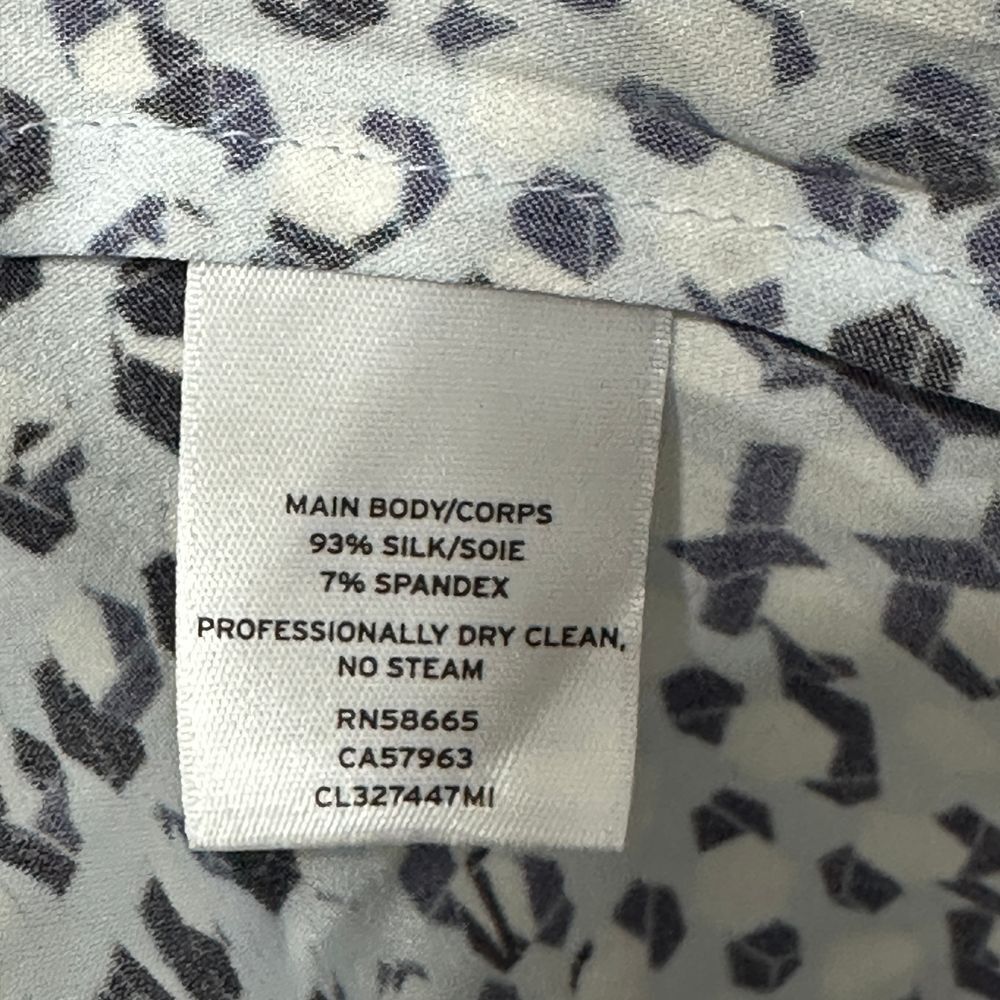 MAIN BODY/CORPS
93% SILK/SOIE
7% SPANDEX
PROFESSIONALLY DRY CLEAN,
NO STEAM
RN58665
CA57963
CL327447MI